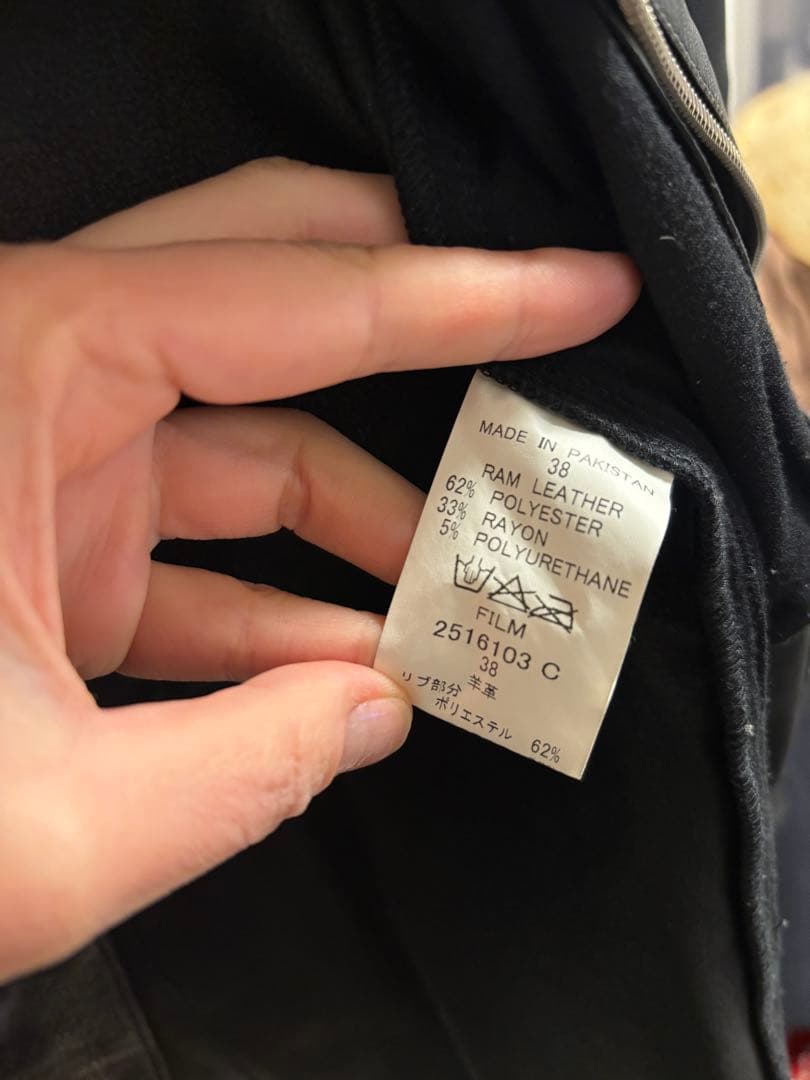 MADE IN PAKISTAN
38
RAM LEATHER
62% POLYESTER
33% RAYON
5% POLYURETHANE
FILM
2516103 C
38
羊革
リブ部分
ポリエステル 62%